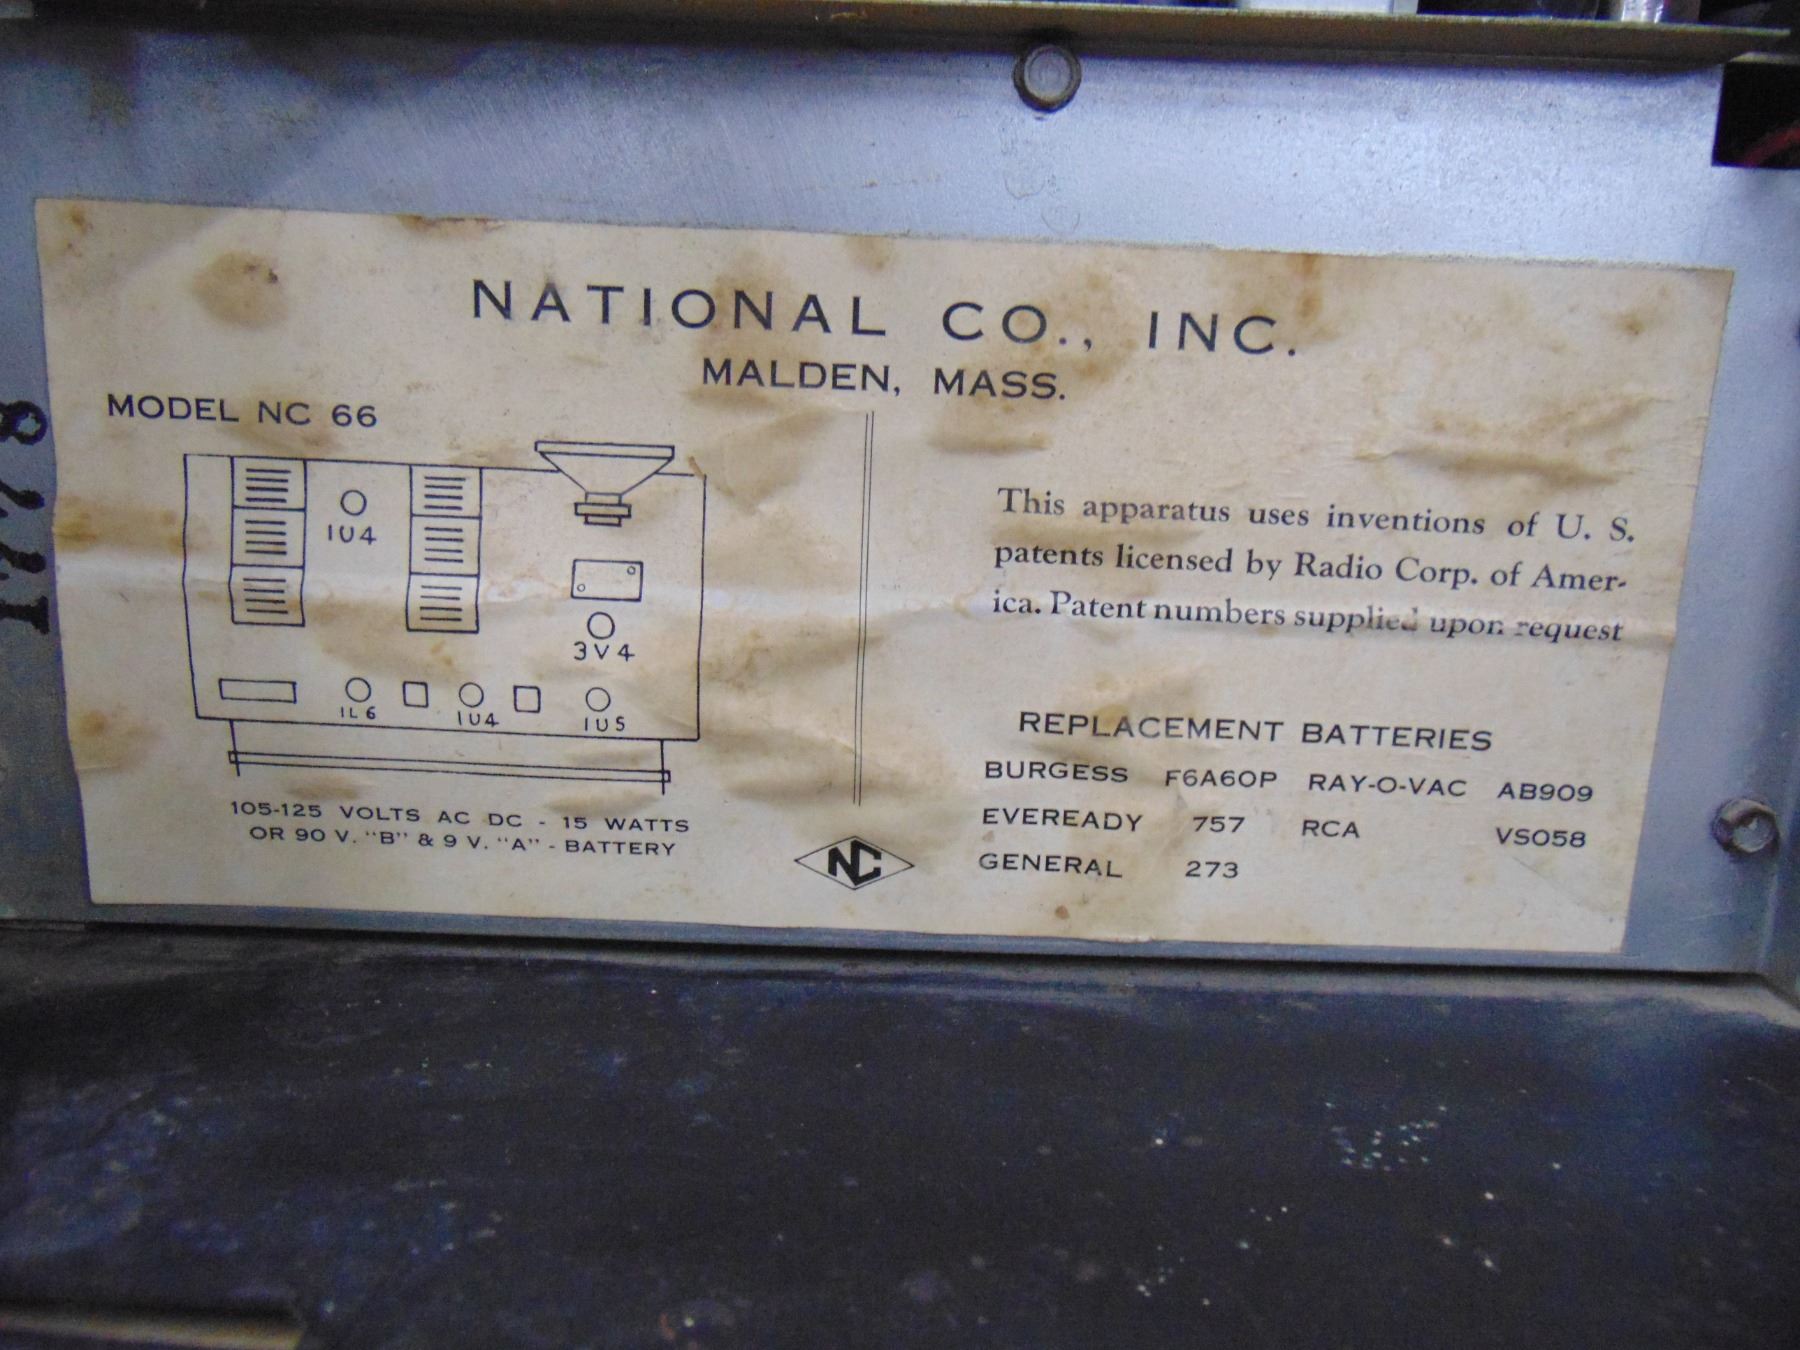 NATIONAL CO., INC.
MALDEN, MASS.
MODEL NC 66
1U4
3V4
1L6
1U4
1U5
105-125 VOLTS AC DC - 15 WATTS
OR 90 V. "B" & 9 V. "A" - BATTERY
This apparatus uses inventions of U. S.
patents licensed by Radio Corp. of Amer-
ica. Patent numbers supplied upon request
REPLACEMENT BATTERIES
BURGESS F6A60P RAY-O-VAC AB909
EVEREADY 757 RCA VS058
GENERAL 273
NC